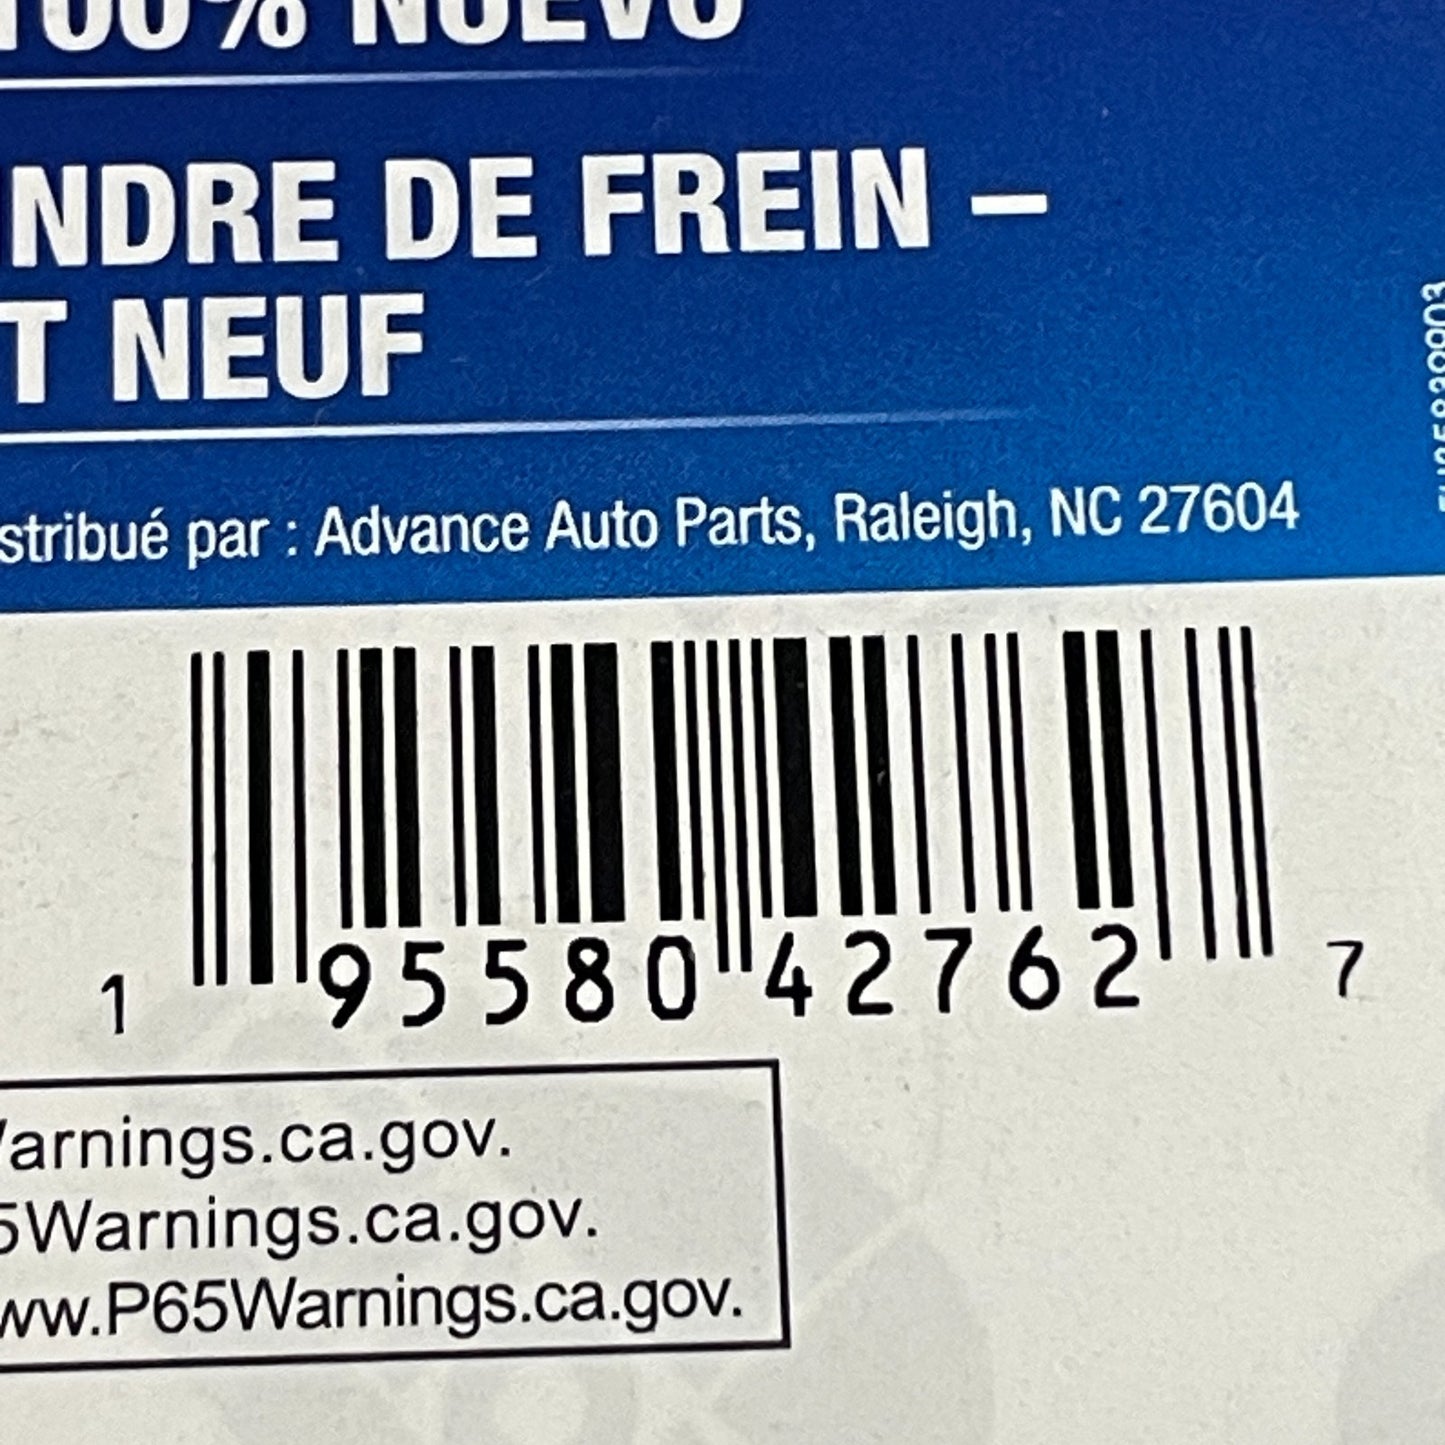 100% NUEVO
NDRE DE FREIN –
T NEUF
stribué par : Advance Auto Parts, Raleigh, NC 27604
1 95580 42762 7
arnings.ca.gov.
5Warnings.ca.gov.
ww.P65Warnings.ca.gov.